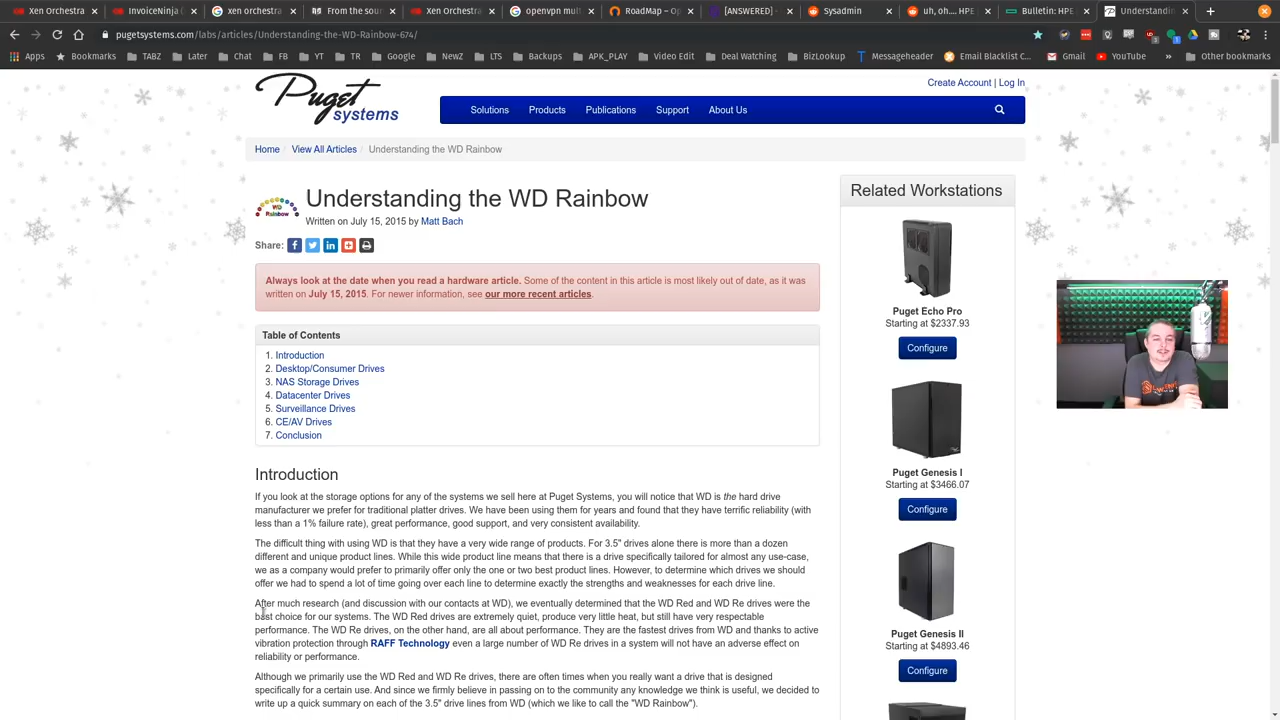 Xen Orchestra
InvoiceNinja (
xen orchestra
From the sour
Xen Orchestra
openvpn mult
RoadMap – Op
[ANSWERED] -
Sysadmin
uh, oh... HPE
Bulletin: HPE
Understandin
pugetsystems.com/labs/articles/Understanding-the-WD-Rainbow-674/
Apps
Bookmarks
TABZ
Later
Chat
FB
YT
TR
Google
NewZ
LTS
Backups
APK_PLAY
Video Edit
Deal Watching
BizLookup
Messageheader
Email Blacklist C...
Gmail
YouTube
»
Other bookmarks
Puget systems
Create Account | Log In
Solutions
Products
Publications
Support
About Us
Home / View All Articles / Understanding the WD Rainbow
WD
Rainbow
Understanding the WD Rainbow
Written on July 15, 2015 by Matt Bach
Share:
Always look at the date when you read a hardware article. Some of the content in this article is most likely out of date, as it was
written on July 15, 2015. For newer information, see our more recent articles.
Table of Contents
1. Introduction
2. Desktop/Consumer Drives
3. NAS Storage Drives
4. Datacenter Drives
5. Surveillance Drives
6. CE/AV Drives
7. Conclusion
Introduction
If you look at the storage options for any of the systems we sell here at Puget Systems, you will notice that WD is the hard drive
manufacturer we prefer for traditional platter drives. We have been using them for years and found that they have terrific reliability (with
less than a 1% failure rate), great performance, good support, and very consistent availability.
The difficult thing with using WD is that they have a very wide range of products. For 3.5" drives alone there is more than a dozen
different and unique product lines. While this wide product line means that there is a drive specifically tailored for almost any use-case,
we as a company would prefer to primarily offer only the one or two best product lines. However, to determine which drives we should
offer we had to spend a lot of time going over each line to determine exactly the strengths and weaknesses for each drive line.
After much research (and discussion with our contacts at WD), we eventually determined that the WD Red and WD Re drives were the
best choice for our systems. The WD Red drives are extremely quiet, produce very little heat, but still have very respectable
performance. The WD Re drives, on the other hand, are all about performance. They are the fastest drives from WD and thanks to active
vibration protection through RAFF Technology even a large number of WD Re drives in a system will not have an adverse effect on
reliability or performance.
Although we primarily use the WD Red and WD Re drives, there are often times when you really want a drive that is designed
specifically for a certain use. And since we firmly believe in passing on to the community any knowledge we think is useful, we decided to
write up a quick summary on each of the 3.5" drive lines from WD (which we like to call the "WD Rainbow").
Related Workstations
Puget Echo Pro
Starting at $2337.93
Configure
Puget Genesis I
Starting at $3466.07
Configure
Puget Genesis II
Starting at $4893.46
Configure